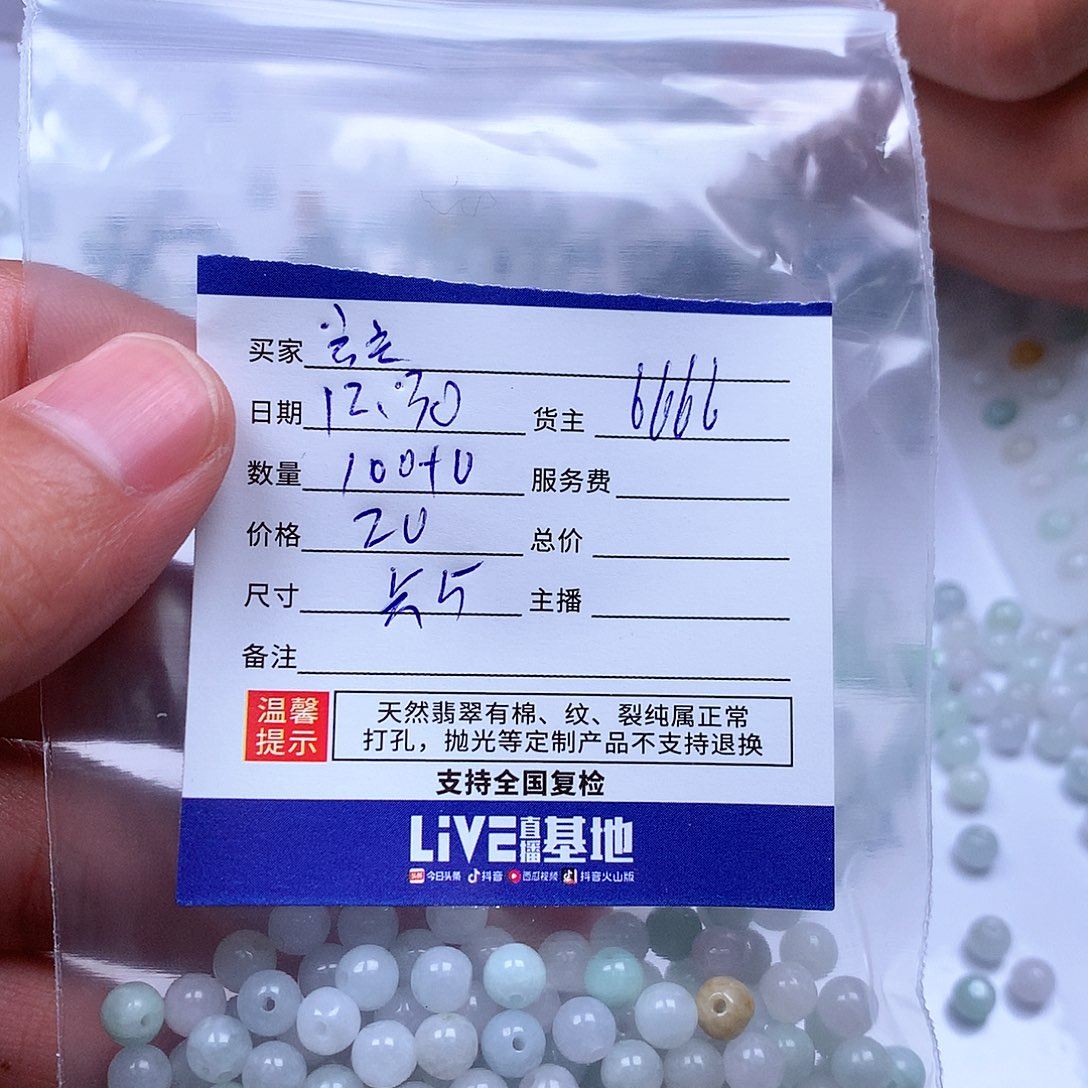 买家
日期 12:30 货主 6666
数量 100+0 服务费
价格 20 总价
尺寸 5 主播
备注
温馨提示
天然翡翠有棉、纹、裂纯属正常
打孔，抛光等定制产品不支持退换
支持全国复检
LiVE直播基地
今日头条 抖音 西瓜视频 抖音火山版